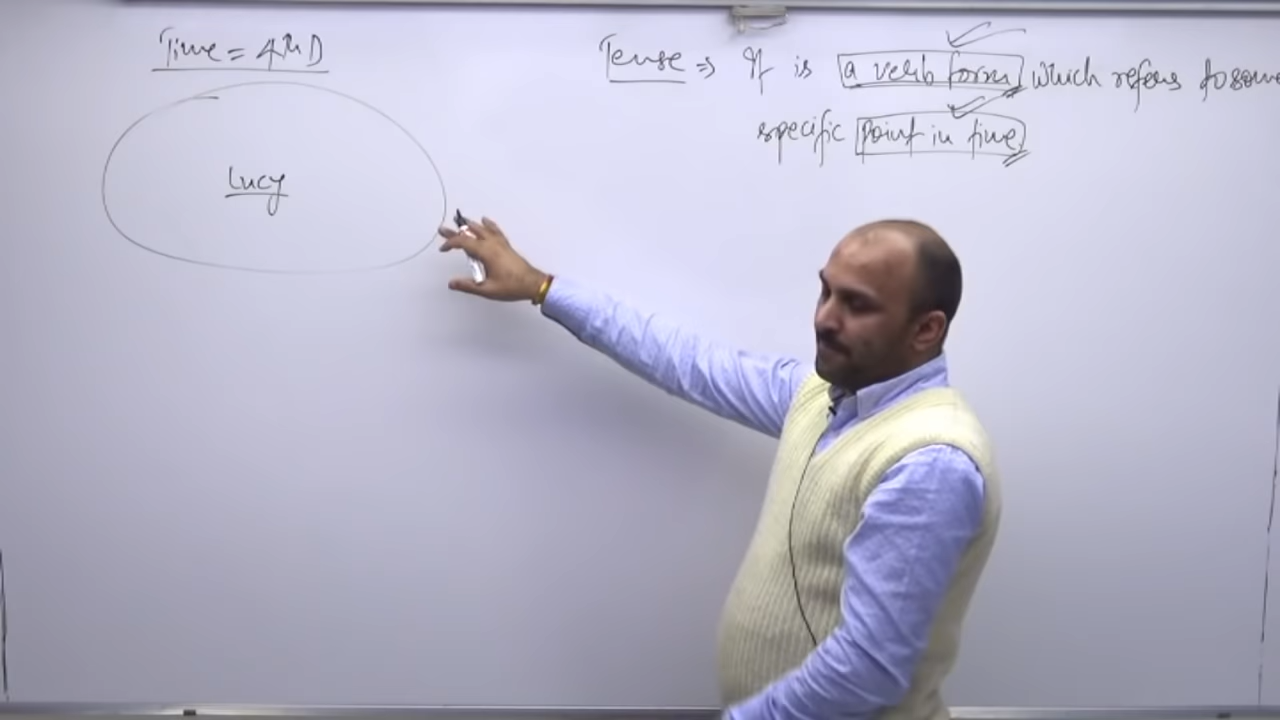 Time = 4th D
Lucy
Tense ⇒ It is a verb form which refers to some
specific point in time